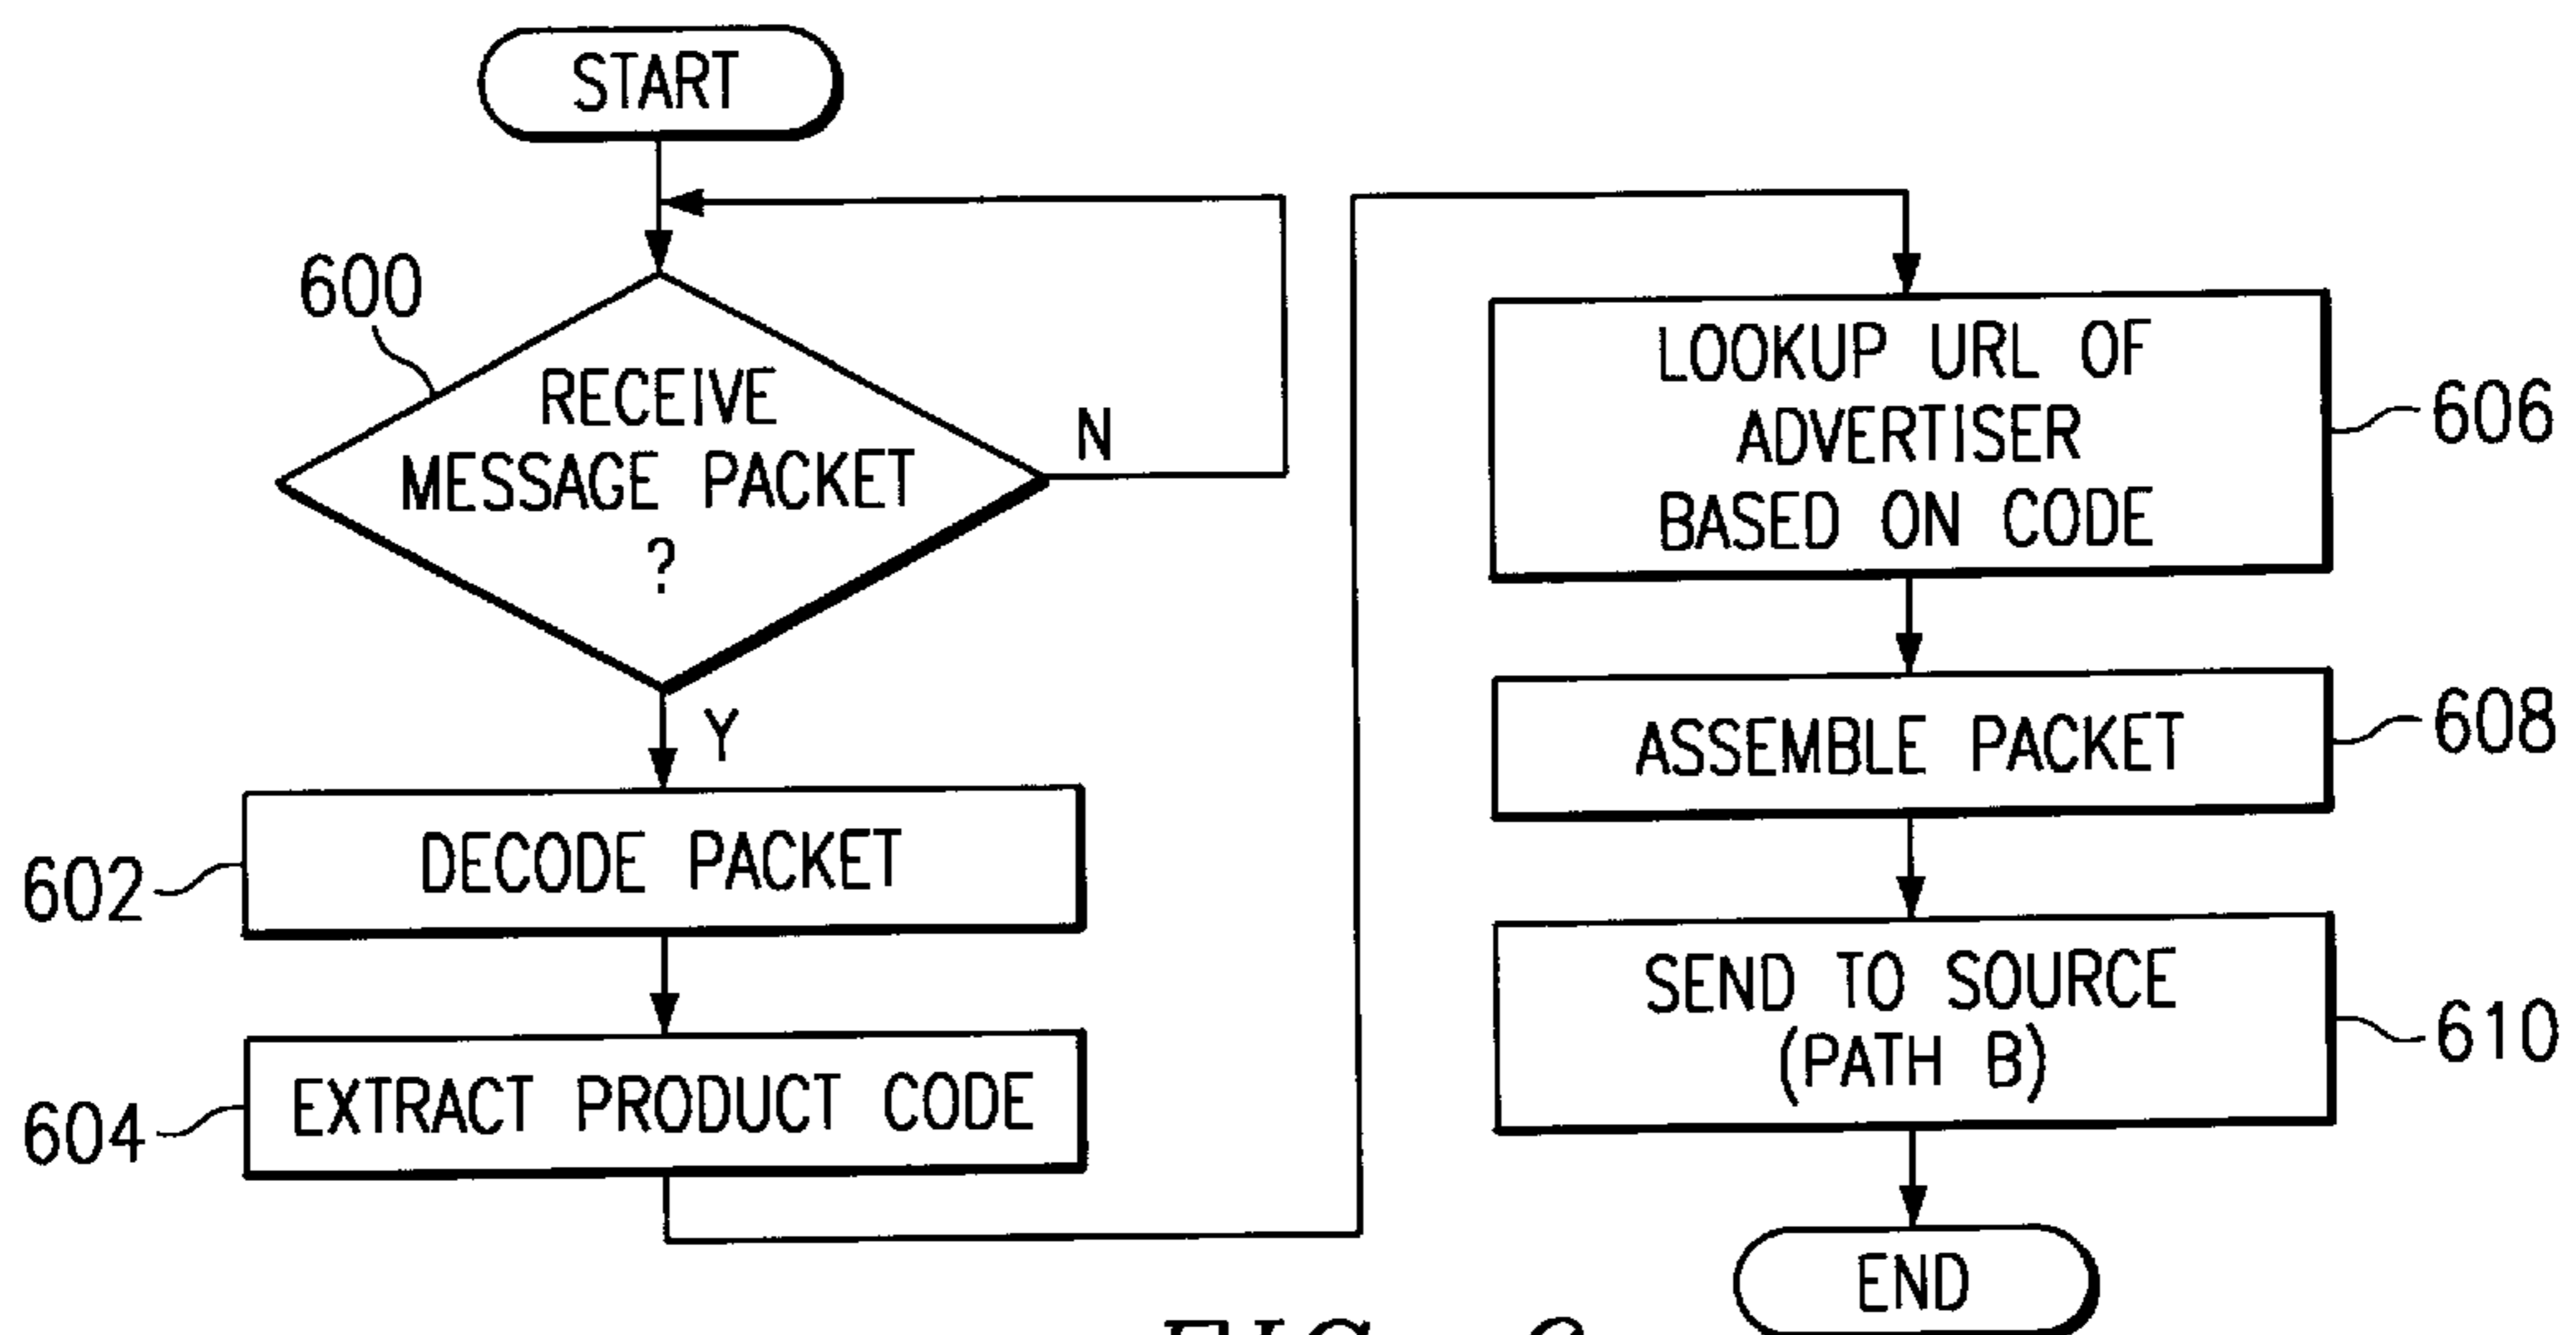 START
600
RECEIVE
MESSAGE PACKET
?
N
Y
602
DECODE PACKET
604
EXTRACT PRODUCT CODE
LOOKUP URL OF
ADVERTISER
BASED ON CODE
606
ASSEMBLE PACKET
608
SEND TO SOURCE
(PATH B)
610
END